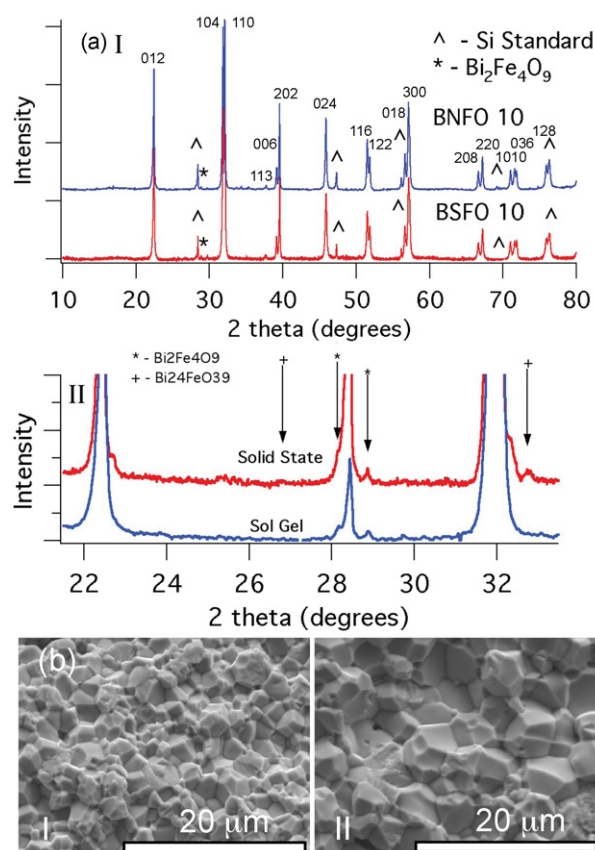 (a) I
104 110
^ - Si Standard
* - Bi₂Fe₄O₉
012
202
006
113
024
018
300
116
122
BNFO 10
208 220 1010 036 128
^ * ^ ^ ^ ^
BSFO 10
^ * ^ ^ ^ ^
Intensity
10 20 30 40 50 60 70 80
2 theta (degrees)
II
* - Bi2Fe4O9
+ - Bi24FeO39
+ * * +
Solid State
Sol Gel
Intensity
22 24 26 28 30 32
2 theta (degrees)
(b)
I
20 μm
II
20 μm